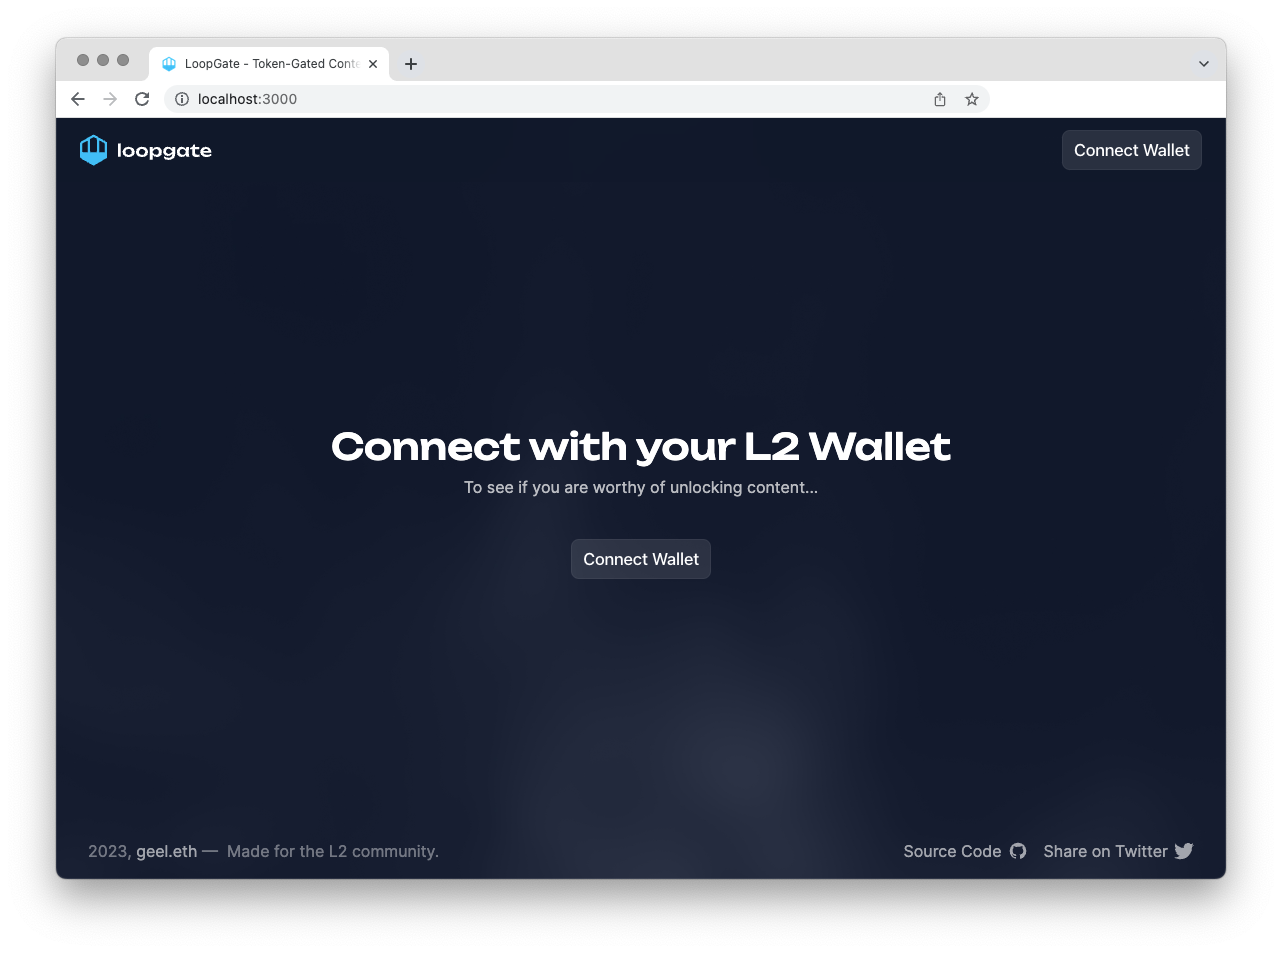 LoopGate - Token-Gated Conte
localhost:3000
loopgate
Connect Wallet
Connect with your L2 Wallet
To see if you are worthy of unlocking content...
Connect Wallet
2023, geel.eth — Made for the L2 community.
Source Code
Share on Twitter